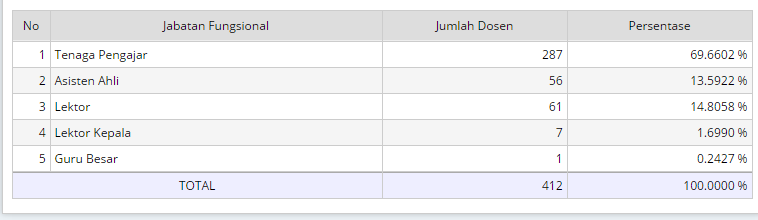 No Jabatan Fungsional Jumlah Dosen Persentase
1 Tenaga Pengajar 287 69.6602 %
2 Asisten Ahli 56 13.5922 %
3 Lektor 61 14.8058 %
4 Lektor Kepala 7 1.6990 %
5 Guru Besar 1 0.2427 %
TOTAL 412 100.0000 %